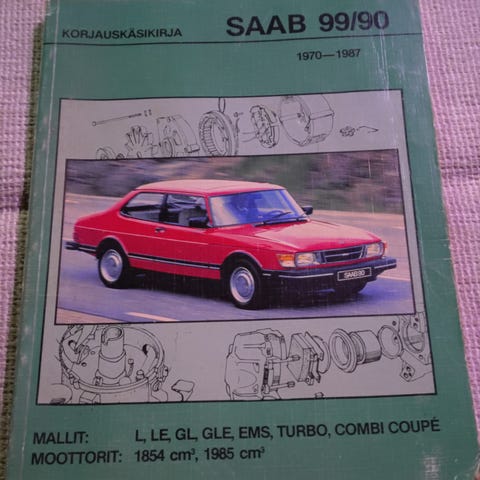 KORJAUSKÄSIKIRJA SAAB 99/90
1970—1987
SAAB 90
MALLIT: L, LE, GL, GLE, EMS, TURBO, COMBI COUPÉ
MOOTTORIT: 1854 cm³, 1985 cm³